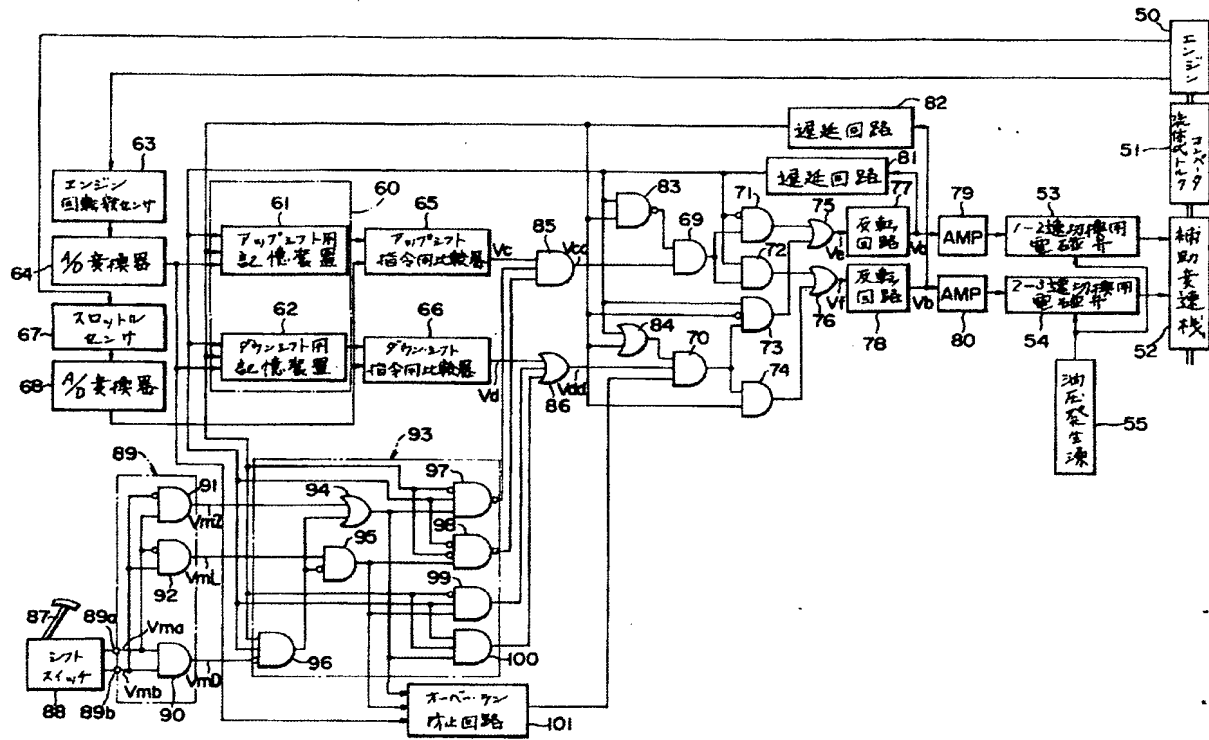 50
エンジン
82
遅延回路
流体式トルク
コンバータ
51
63
エンジン
回転数センサ
60
81
遅延回路
83
71
77
75
79
53
61
アップシフト用
記憶装置
65
アップシフト
指令用比較器
Vc
85
Vcc
69
Ve
反転
回路
Va
AMP
1-2速切換用
電磁弁
64
A/D変換器
72
補助変速機
62
ダウンシフト用
記憶装置
66
ダウンシフト
指令用比較器
Vd
84
70
76
Vf
反転
回路
Vb
AMP
2-3速切換用
電磁弁
67
スロットル
センサ
73
78
80
54
52
86
Vdd
74
68
A/D変換器
油圧発生源
55
93
89
97
91
94
Vm2
98
95
92
VmL
99
87
89a
Vma
シフト
スイッチ
96
100
VmD
88
Vmb
89b
90
オーバーラン
防止回路
101